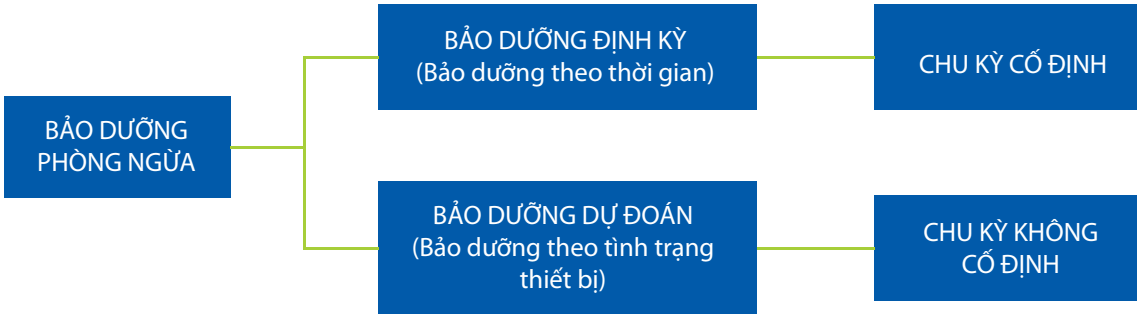 BẢO DƯỠNG
PHÒNG NGỪA
BẢO DƯỠNG ĐỊNH KỲ
(Bảo dưỡng theo thời gian)
CHU KỲ CỐ ĐỊNH
BẢO DƯỠNG DỰ ĐOÁN
(Bảo dưỡng theo tình trạng
thiết bị)
CHU KỲ KHÔNG
CỐ ĐỊNH